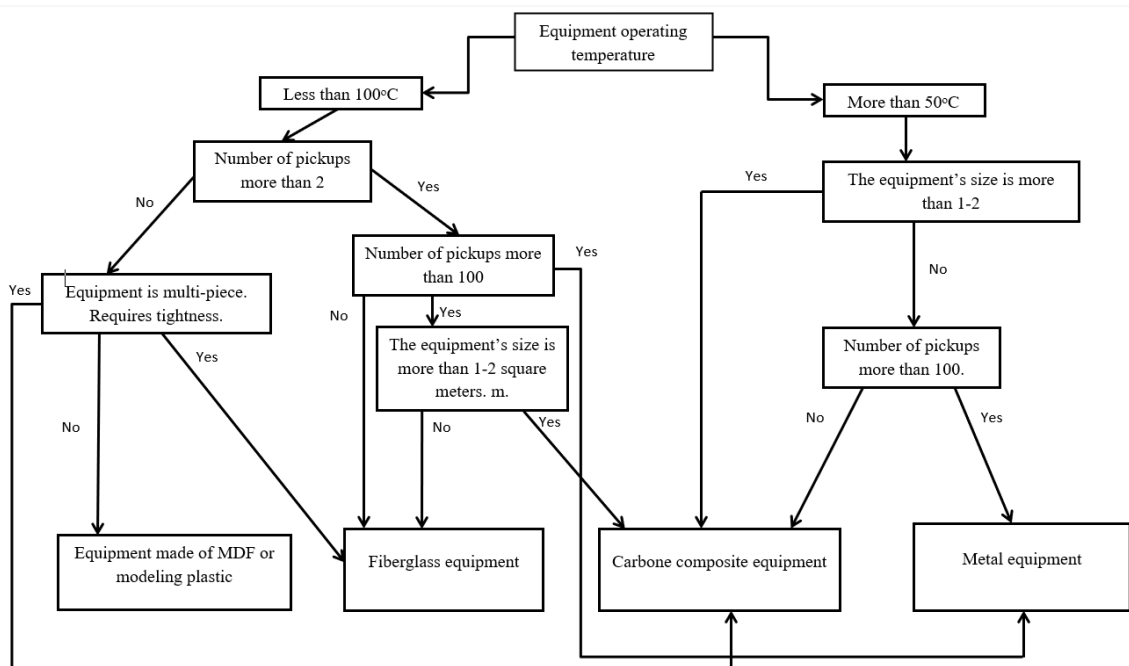 Equipment operating
temperature
Less than 100°C
More than 50°C
Number of pickups
more than 2
Yes
The equipment's size is more
than 1-2
No
Yes
Number of pickups more
than 100
Yes
No
Yes
Equipment is multi-piece.
Requires tightness.
No
Yes
The equipment's size is
more than 1-2 square
meters. m.
Number of pickups
more than 100.
Yes
No
No
Yes
No
Yes
Equipment made of MDF or
modeling plastic
Fiberglass equipment
Carbone composite equipment
Metal equipment